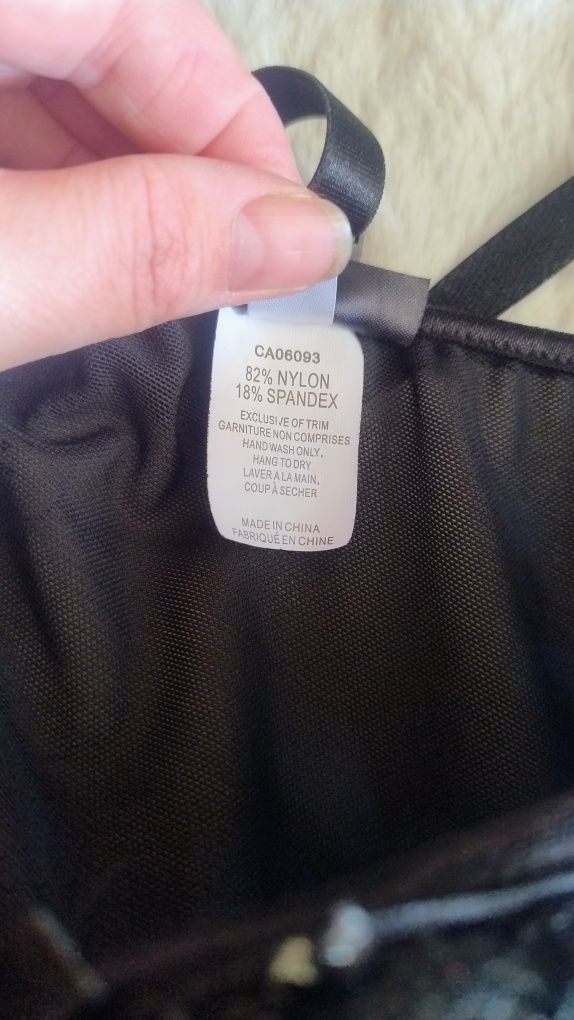 CA06093
82% NYLON
18% SPANDEX
EXCLUSIVE OF TRIM
GARNITURE NON COMPRISES
HAND WASH ONLY,
HANG TO DRY
LAVER A LA MAIN,
COUP À SECHER
MADE IN CHINA
FABRIQUÉ EN CHINE